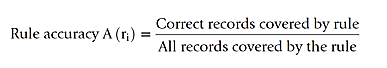 Rule accuracy A (ri) = Correct records covered by rule
All records covered by the rule